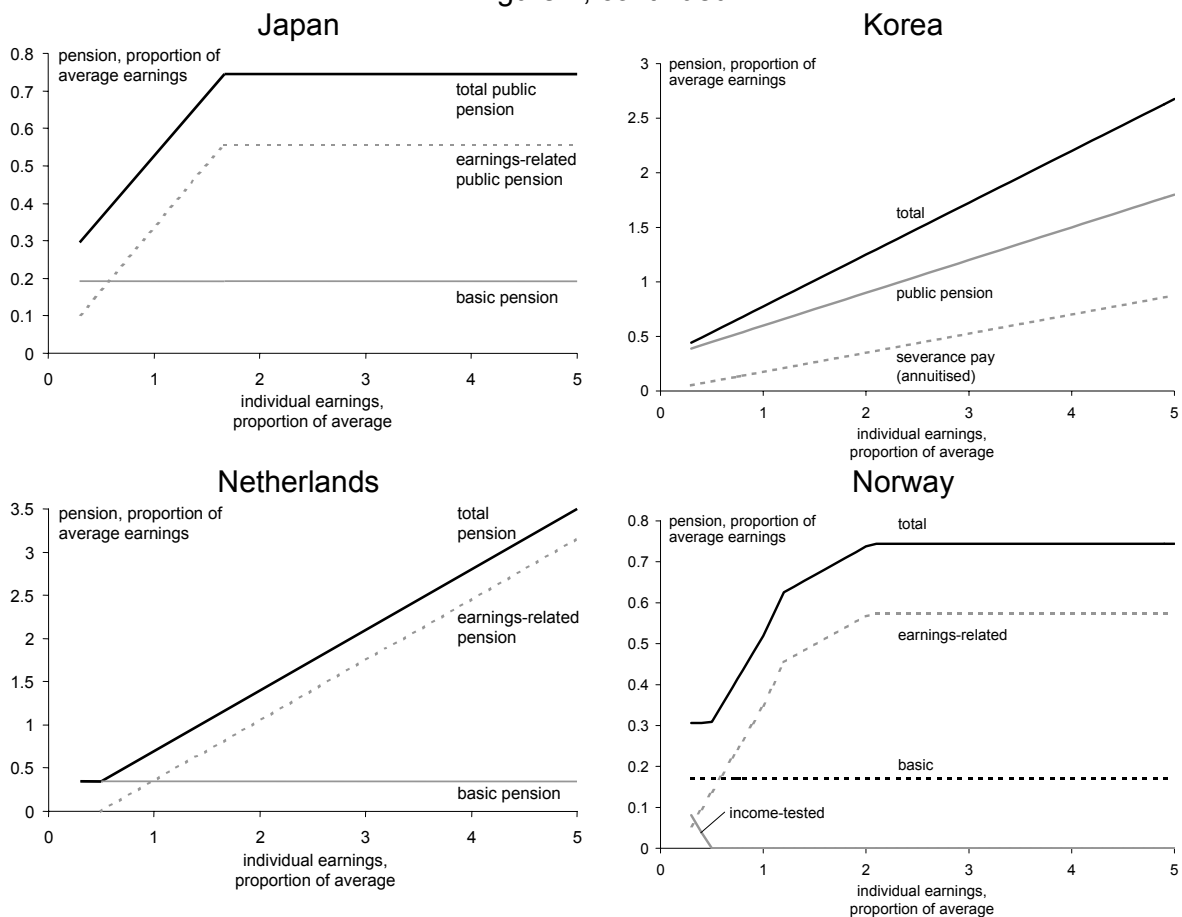 Japan
pension, proportion of
average earnings
0.8
0.7
0.6
0.5
0.4
0.3
0.2
0.1
0
total public
pension
earnings-related
public pension
basic pension
0 1 2 3 4 5
individual earnings,
proportion of average
Korea
pension, proportion of
average earnings
3
2.5
2
1.5
1
0.5
0
total
public pension
severance pay
(annuitised)
0 1 2 3 4 5
individual earnings,
proportion of average
Netherlands
pension, proportion of
average earnings
3.5
3
2.5
2
1.5
1
0.5
0
total
pension
earnings-related
pension
basic pension
0 1 2 3 4 5
individual earnings,
proportion of average
Norway
pension, proportion of
average earnings
0.8
0.7
0.6
0.5
0.4
0.3
0.2
0.1
0
total
earnings-related
basic
income-tested
0 1 2 3 4 5
individual earnings,
proportion of average